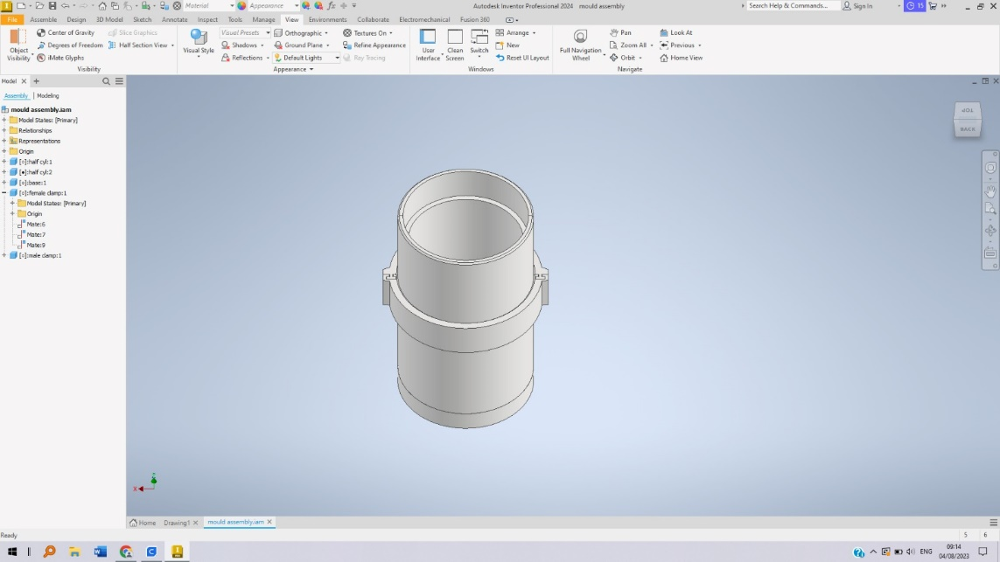 Material Appearance Autodesk Inventor Professional 2024 mould assembly Search Help & Commands... Sign In 15
File Assembly Design 3D Model Sketch Annotate Inspect Tools Manage View Environments Collaborate Electromechanical Fusion 360
Object Visibility
Center of Gravity
Degrees of Freedom
iMate Glyphs
Slice Graphics
Half Section View
Visibility
Visual Style
Visual Presets
Shadows
Reflections
Orthographic
Ground Plane
Default Lights
Textures On
Refine Appearance
Ray Tracing
Appearance
User Interface
Clean Screen
Switch
Arrange
New
Reset UI Layout
Windows
Full Navigation Wheel
Pan
Zoom All
Orbit
Look At
Previous
Home View
Navigate
Model
Assembly Modeling
mould assembly.iam
Model States: [Primary]
Relationships
Representations
Origin
[○]:half cyl:1
[●]:half cyl:2
[○]:base:1
[○]:female clamp:1
Model States: [Primary]
Origin
Mate:6
Mate:7
Mate:9
[○]:male clamp:1
TOP
BACK
X
Home Drawing1 mould assembly.iam
Ready 5 6
ENG 09:14
04/08/2023